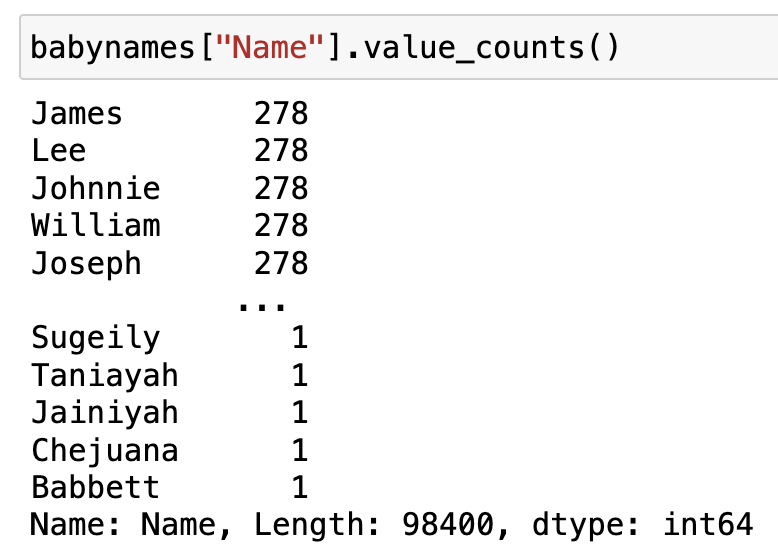 babynames["Name"].value_counts()
James 278
Lee 278
Johnnie 278
William 278
Joseph 278
...
Sugeily 1
Taniayah 1
Jainiyah 1
Chejuana 1
Babbett 1
Name: Name, Length: 98400, dtype: int64